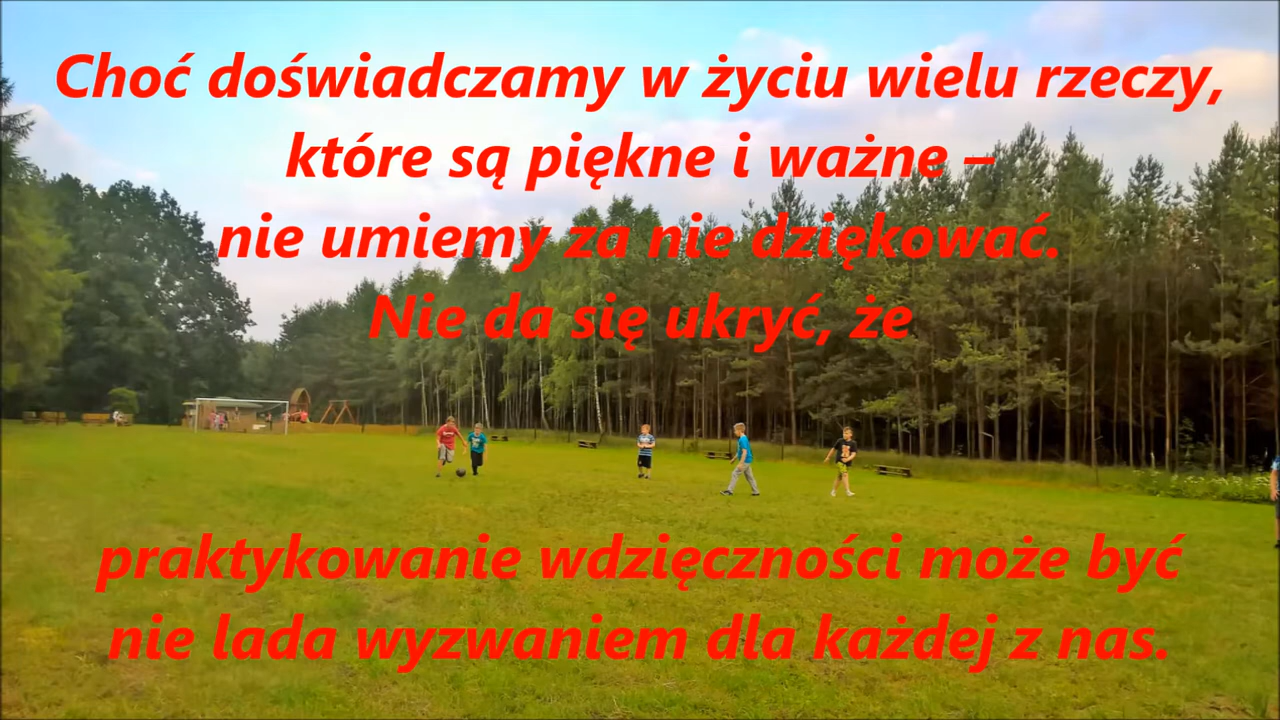 Choć doświadczamy w życiu wielu rzeczy,
które są piękne i ważne –
nie umiemy za nie dziękować.
Nie da się ukryć, że
praktykowanie wdzięczności może być
nie lada wyzwaniem dla każdej z nas.